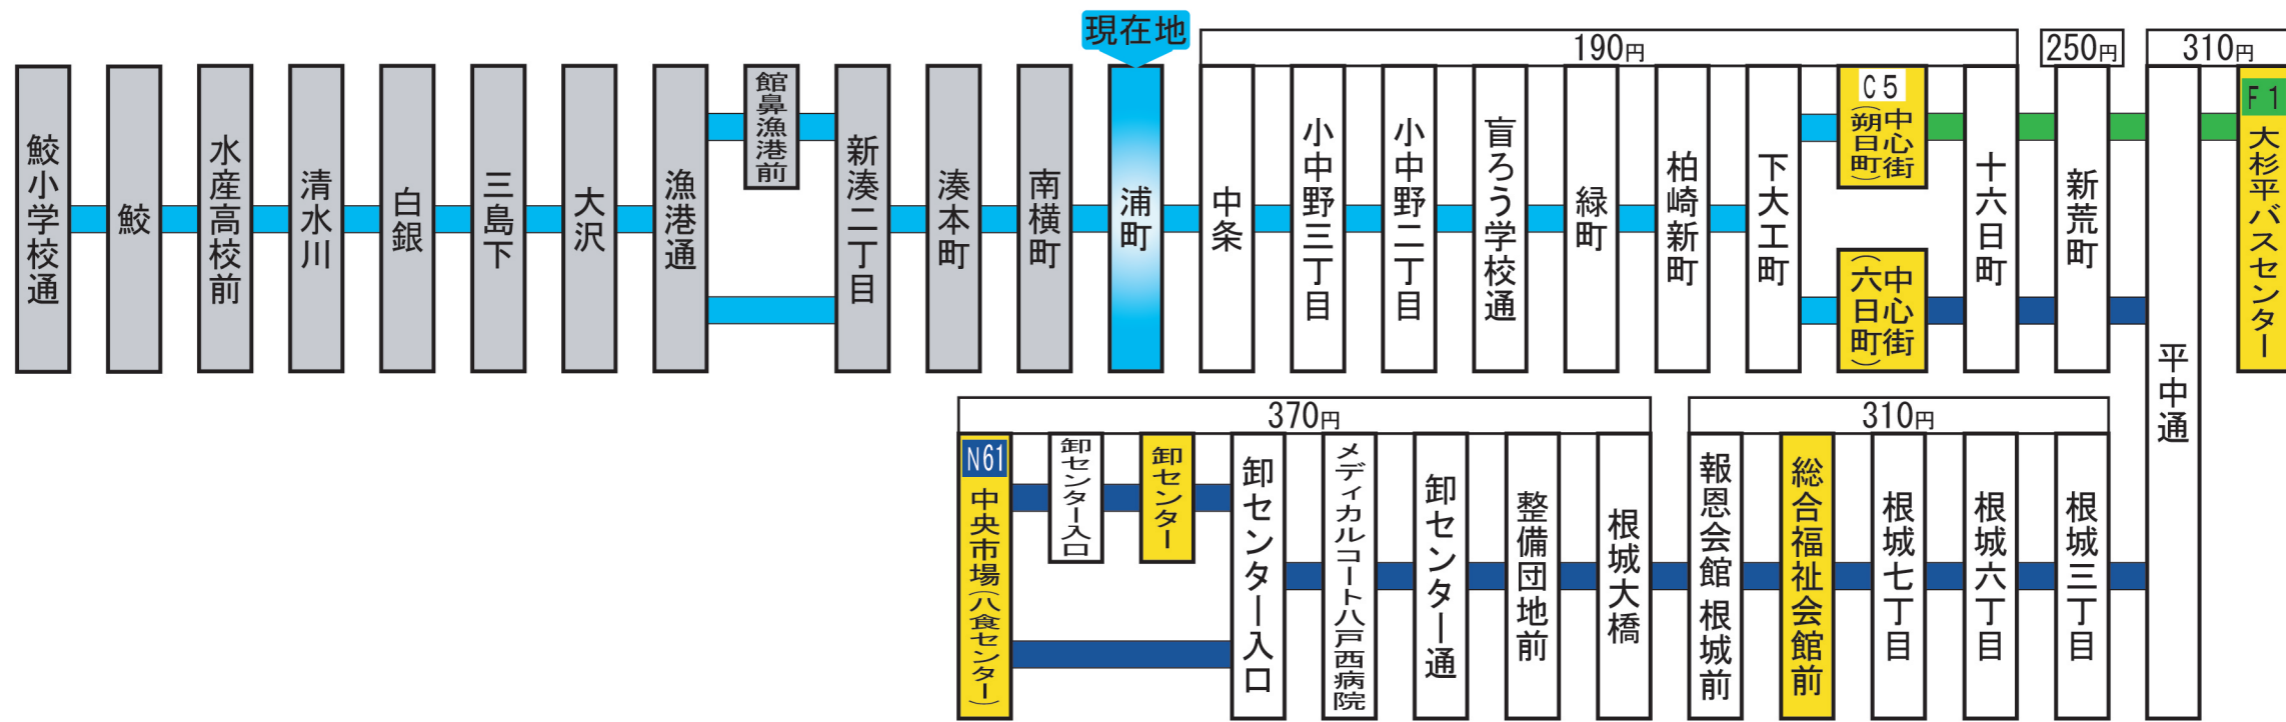 現在地
190円
250円
310円
鮫小学校通
鮫
水産高校前
清水川
白銀
三島下
大沢
漁港通
館鼻漁港前
新湊二丁目
湊本町
南横町
浦町
中条
小中野三丁目
小中野二丁目
盲ろう学校通
緑町
柏崎新町
下大工町
C5
中心街
(朔日町)
中心街
(六日町)
十六日町
新荒町
平中通
F1
大杉平バスセンター
370円
310円
N61
中央市場(八食センター)
卸センター入口
卸センター
卸センター入口
メディカルコート八戸西病院
卸センター通
整備団地前
根城大橋
報恩会館 根城前
総合福祉会館前
根城七丁目
根城六丁目
根城三丁目